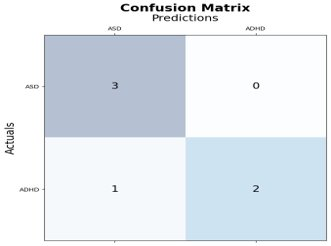 Confusion Matrix
Predictions
ASD ADHD
ASD 3 0
Actuals
ADHD 1 2